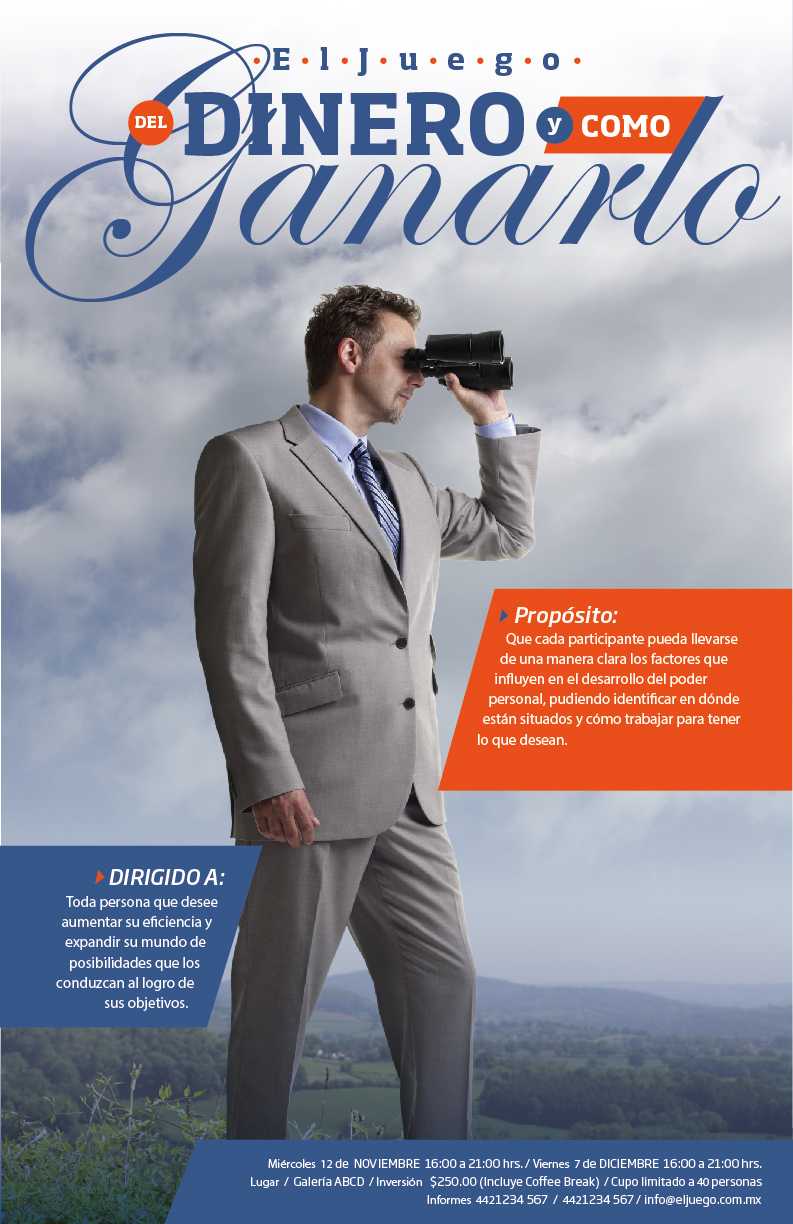 El Juego
DEL DINERO y COMO
Ganarlo
Propósito:
Que cada participante pueda llevarse
de una manera clara los factores que
influyen en el desarrollo del poder
personal, pudiendo identificar en dónde
están situados y cómo trabajar para tener
lo que desean.
DIRIGIDO A:
Toda persona que desee
aumentar su eficiencia y
expandir su mundo de
posibilidades que los
conduzcan al logro de
sus objetivos.
Miércoles 12 de NOVIEMBRE 16:00 a 21:00 hrs. / Viernes 7 de DICIEMBRE 16:00 a 21:00 hrs.
Lugar / Galería ABCD / Inversión $250.00 (Incluye Coffee Break) / Cupo limitado a 40 personas
Informes 4421234 567 / 4421234 567 / info@eljuego.com.mx